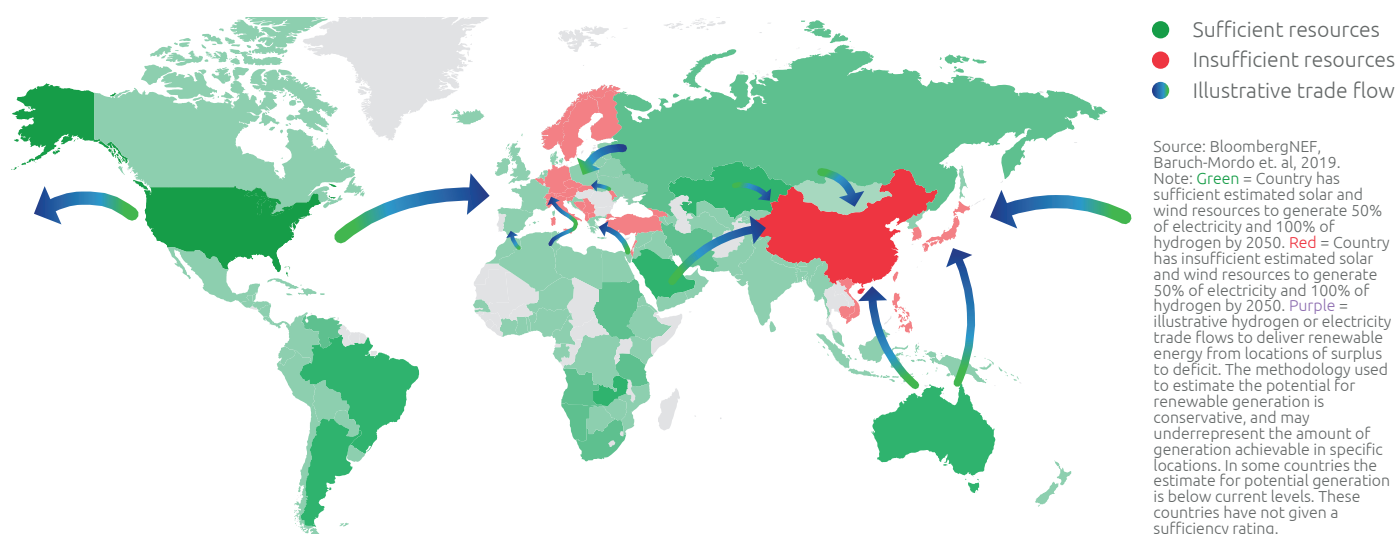 Sufficient resources
Insufficient resources
Illustrative trade flow
Source: BloombergNEF,
Baruch-Mordo et. al, 2019.
Note: Green = Country has
sufficient estimated solar and
wind resources to generate 50%
of electricity and 100% of
hydrogen by 2050. Red = Country
has insufficient estimated solar
and wind resources to generate
50% of electricity and 100% of
hydrogen by 2050. Purple =
illustrative hydrogen or electricity
trade flows to deliver renewable
energy from locations of surplus
to deficit. The methodology used
to estimate the potential for
renewable generation is
conservative, and may
underrepresent the amount of
generation achievable in specific
locations. In some countries the
estimate for potential generation
is below current levels. These
countries have not given a
sufficiency rating.